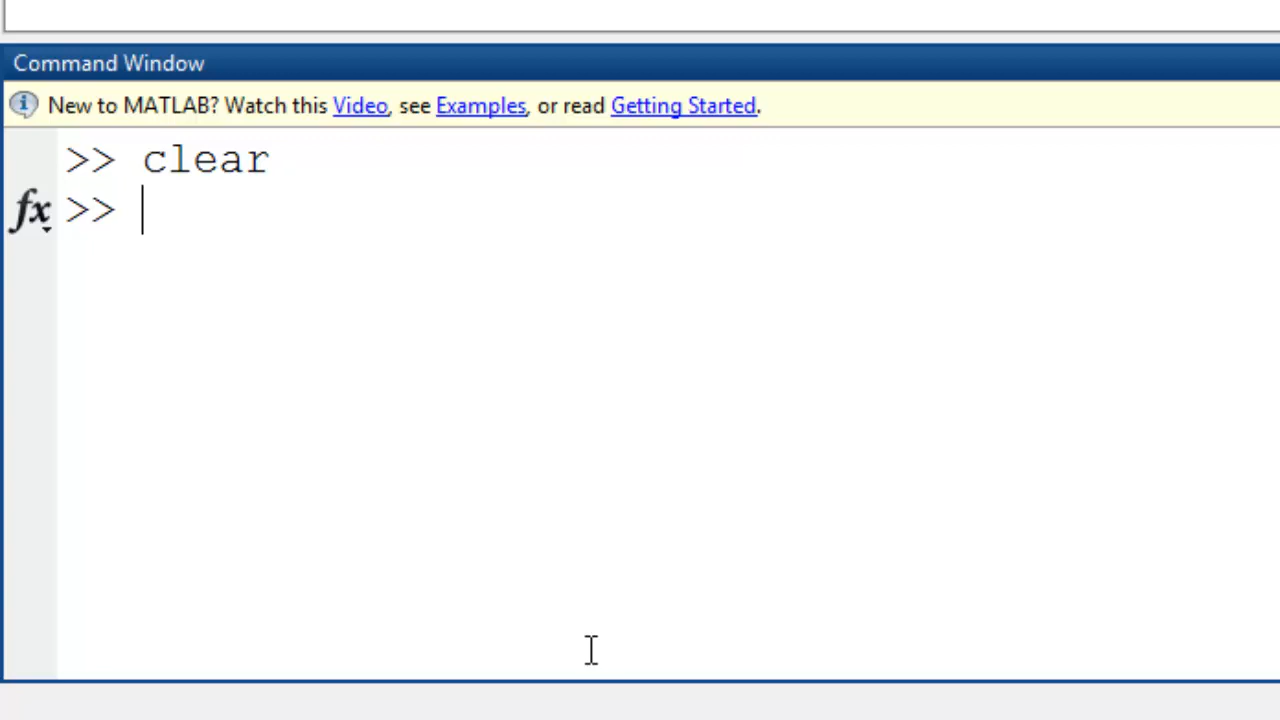 Command Window
New to MATLAB? Watch this Video, see Examples, or read Getting Started.
>> clear
fx >>